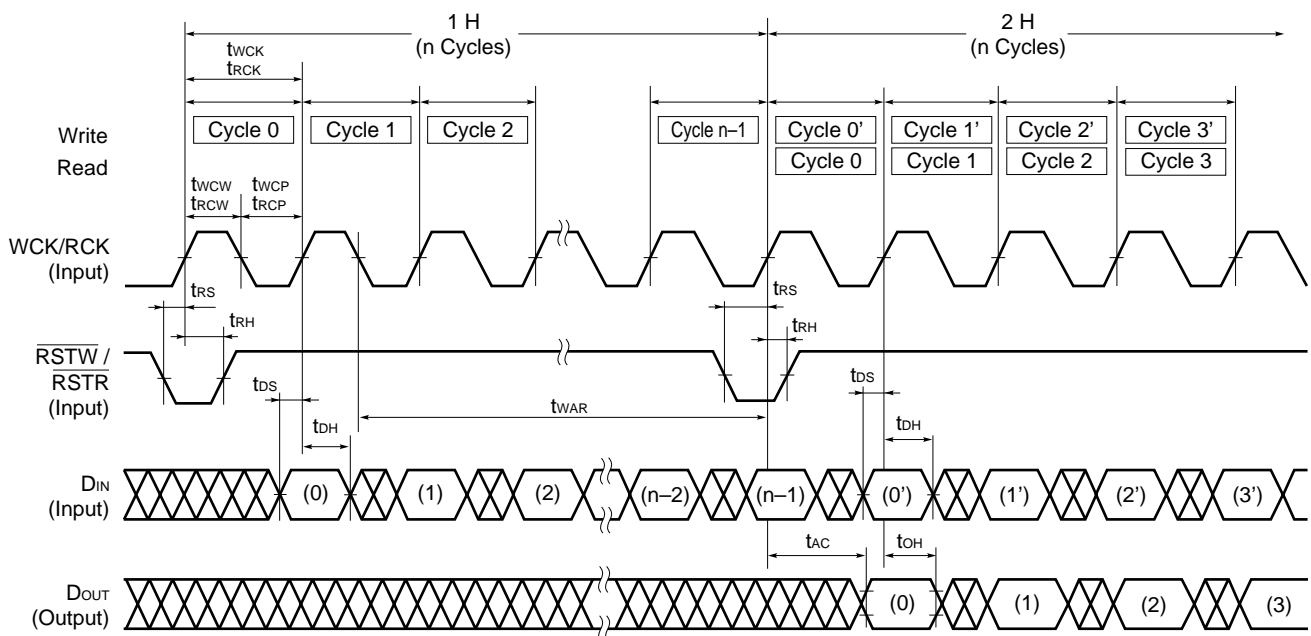 1 H
(n Cycles)
2 H
(n Cycles)
tWCK
tRCK
Write
Cycle 0
Cycle 1
Cycle 2
Cycle n–1
Cycle 0'
Cycle 1'
Cycle 2'
Cycle 3'
Read
Cycle 0
Cycle 1
Cycle 2
Cycle 3
tWCW
tRCW
tWCP
tRCP
WCK/RCK
(Input)
tRS
tRH
tRS
tRH
RSTW /
RSTR
(Input)
tDS
tDH
tWAR
tDS
tDH
DIN
(Input)
(0)
(1)
(2)
(n–2)
(n–1)
(0')
(1')
(2')
(3')
tAC
tOH
DOUT
(Output)
(0)
(1)
(2)
(3)